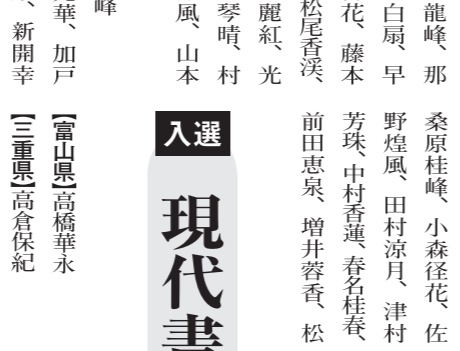 龍峰、那
白扇、早
花、藤本
松尾香渓、
麗紅、光
琴晴、村
風、山本
峰
華、加戸
、新開幸
桑原桂峰、小森径花、佐
野煌風、田村涼月、津村
芳珠、中村香蓮、春名桂春、
前田恵泉、増井蓉香、松
入選
現代書
【富山県】高橋華永
【三重県】高倉保紀